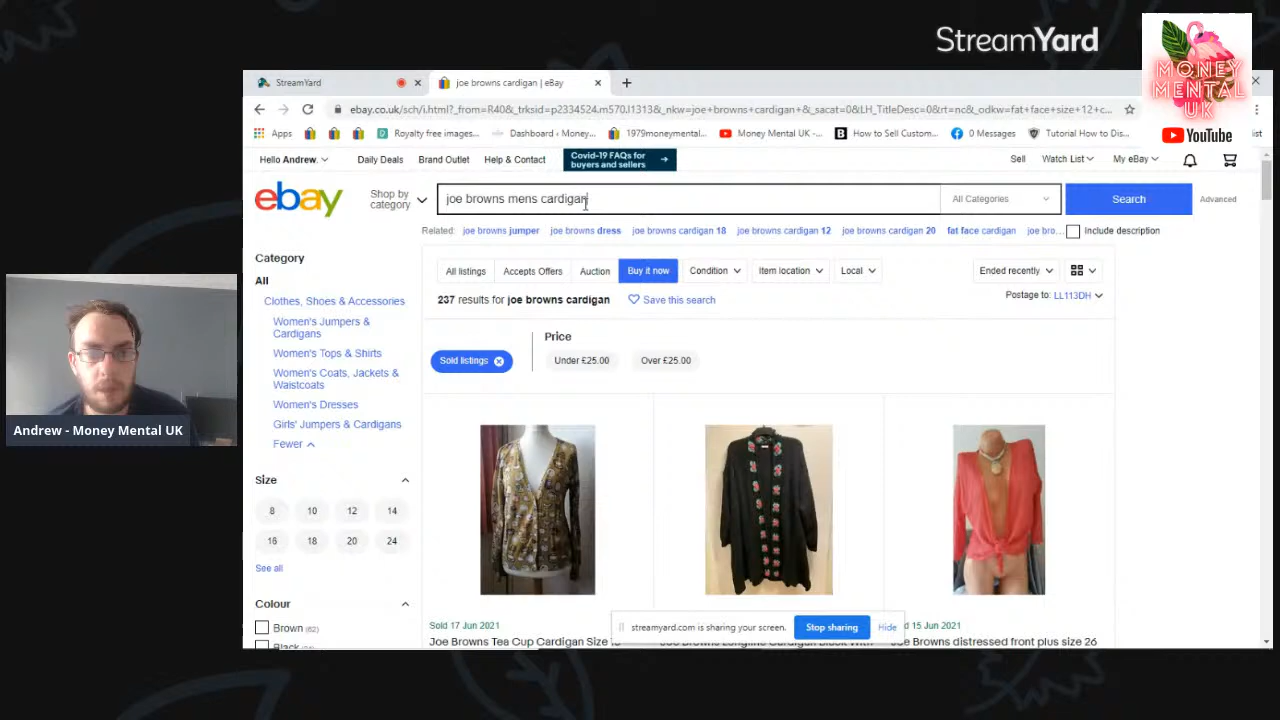 StreamYard
MONEY
MENTAL
UK
YouTube
StreamYard
joe browns cardigan | eBay
ebay.co.uk/sch/i.html?_from=R40&_trksid=p2334524.m570.l1313&_nkw=joe+browns+cardigan+&_sacat=0&LH_TitleDesc=0&rt=nc&_odkw=fat+face+size+12+c...
Apps
Royalty free images...
Dashboard ‹ Money...
1979moneymental...
Money Mental UK -...
How to Sell Custom...
0 Messages
Tutorial How to Dis...
Hello Andrew.
Daily Deals
Brand Outlet
Help & Contact
Covid-19 FAQs for
buyers and sellers
Sell
Watch List
My eBay
ebay
Shop by
category
joe browns mens cardigan
All Categories
Search
Advanced
Related:
joe browns jumper
joe browns dress
joe browns cardigan 18
joe browns cardigan 12
joe browns cardigan 20
fat face cardigan
joe bro...
Include description
Category
All
Clothes, Shoes & Accessories
Women's Jumpers &
Cardigans
Women's Tops & Shirts
Women's Coats, Jackets &
Waistcoats
Women's Dresses
Girls' Jumpers & Cardigans
Fewer
Size
8 10 12 14
16 18 20 24
See all
Colour
Brown (62)
Black
All listings
Accepts Offers
Auction
Buy it now
Condition
Item location
Local
Ended recently
237 results for joe browns cardigan
Save this search
Postage to: LL113DH
Sold listings
Price
Under £25.00
Over £25.00
Sold 17 Jun 2021
Joe Browns Tea Cup Cardigan Size
Joe Browns Longline Cardigan Black With
d 15 Jun 2021
Joe Browns distressed front plus size 26
streamyard.com is sharing your screen.
Stop sharing
Hide
Andrew - Money Mental UK